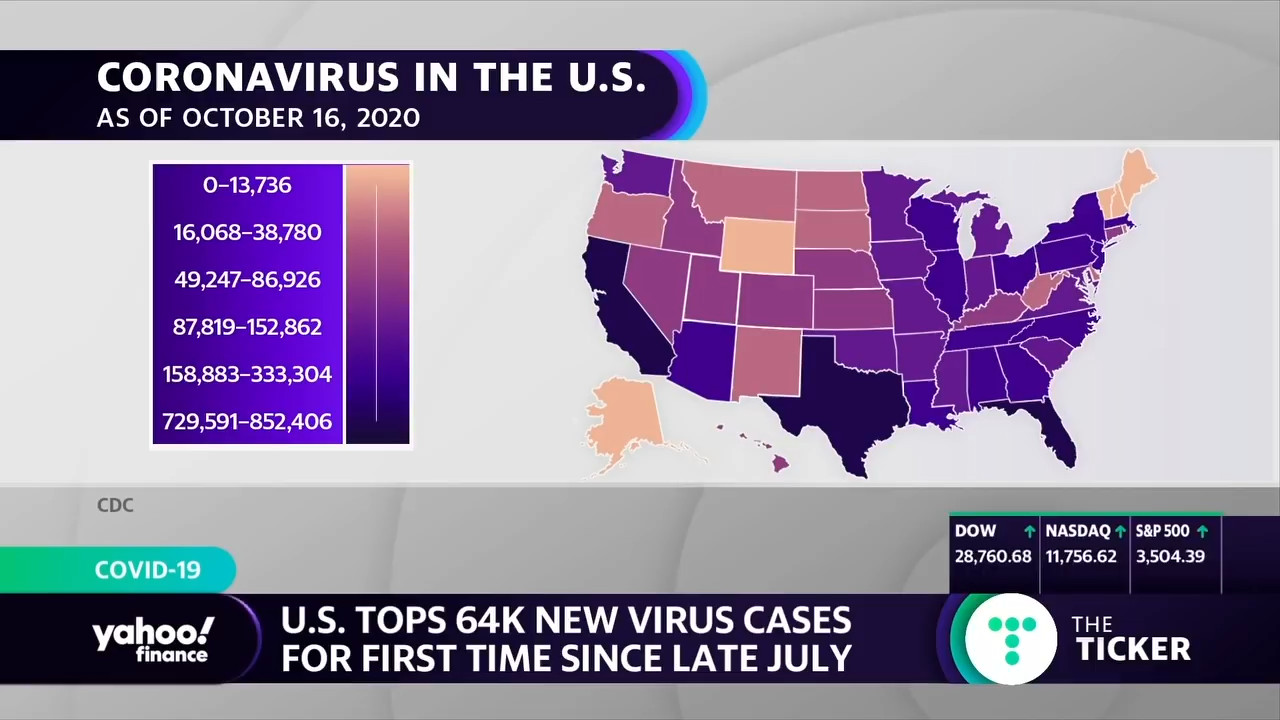 CORONAVIRUS IN THE U.S.
AS OF OCTOBER 16, 2020
0–13,736
16,068–38,780
49,247–86,926
87,819–152,862
158,883–333,304
729,591–852,406
CDC
DOW NASDAQ S&P 500
28,760.68 11,756.62 3,504.39
COVID-19
yahoo!
finance
U.S. TOPS 64K NEW VIRUS CASES
FOR FIRST TIME SINCE LATE JULY
THE
TICKER